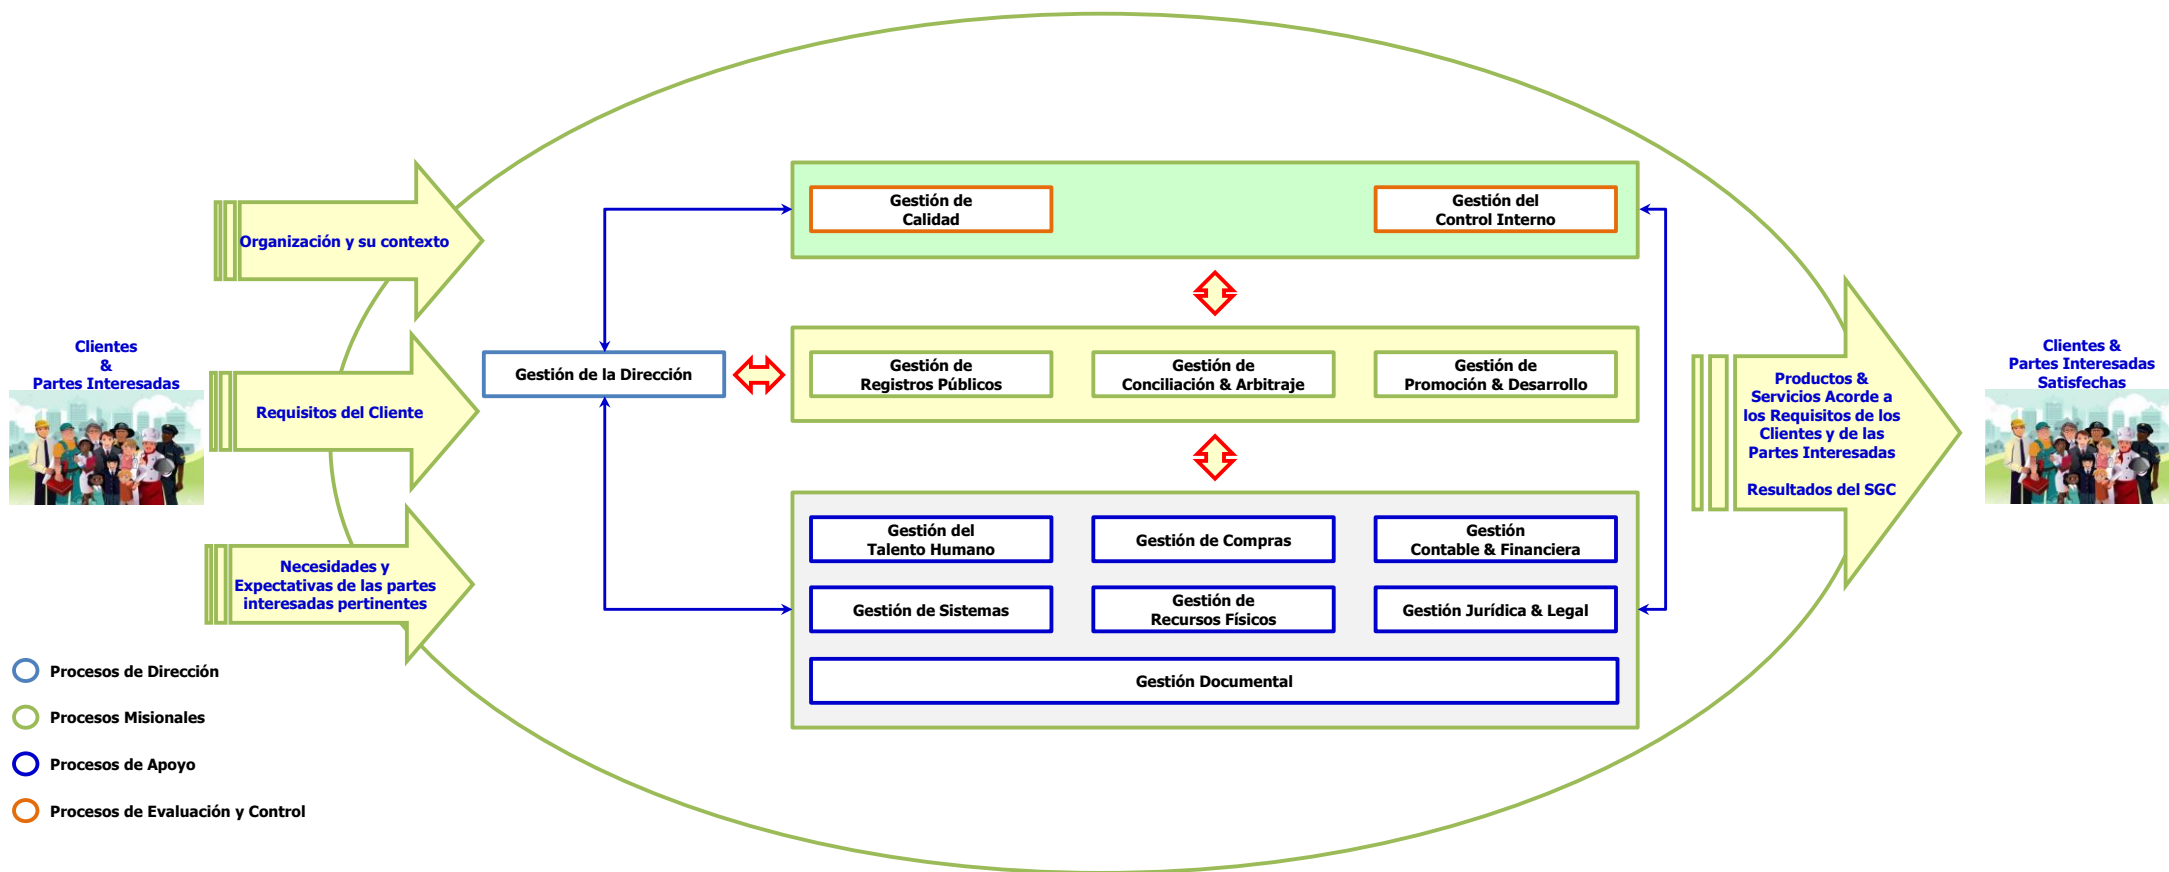 Organización y su contexto
Clientes
&
Partes Interesadas
Requisitos del Cliente
Necesidades y
Expectativas de las partes
interesadas pertinentes
Gestión de la Dirección
Gestión de
Calidad
Gestión del
Control Interno
Gestión de
Registros Públicos
Gestión de
Conciliación & Arbitraje
Gestión de
Promoción & Desarrollo
Gestión del
Talento Humano
Gestión de Compras
Gestión
Contable & Financiera
Gestión de Sistemas
Gestión de
Recursos Físicos
Gestión Jurídica & Legal
Gestión Documental
Productos &
Servicios Acorde a
los Requisitos de los
Clientes y de las
Partes Interesadas
Resultados del SGC
Clientes &
Partes Interesadas
Satisfechas
Procesos de Dirección
Procesos Misionales
Procesos de Apoyo
Procesos de Evaluación y Control